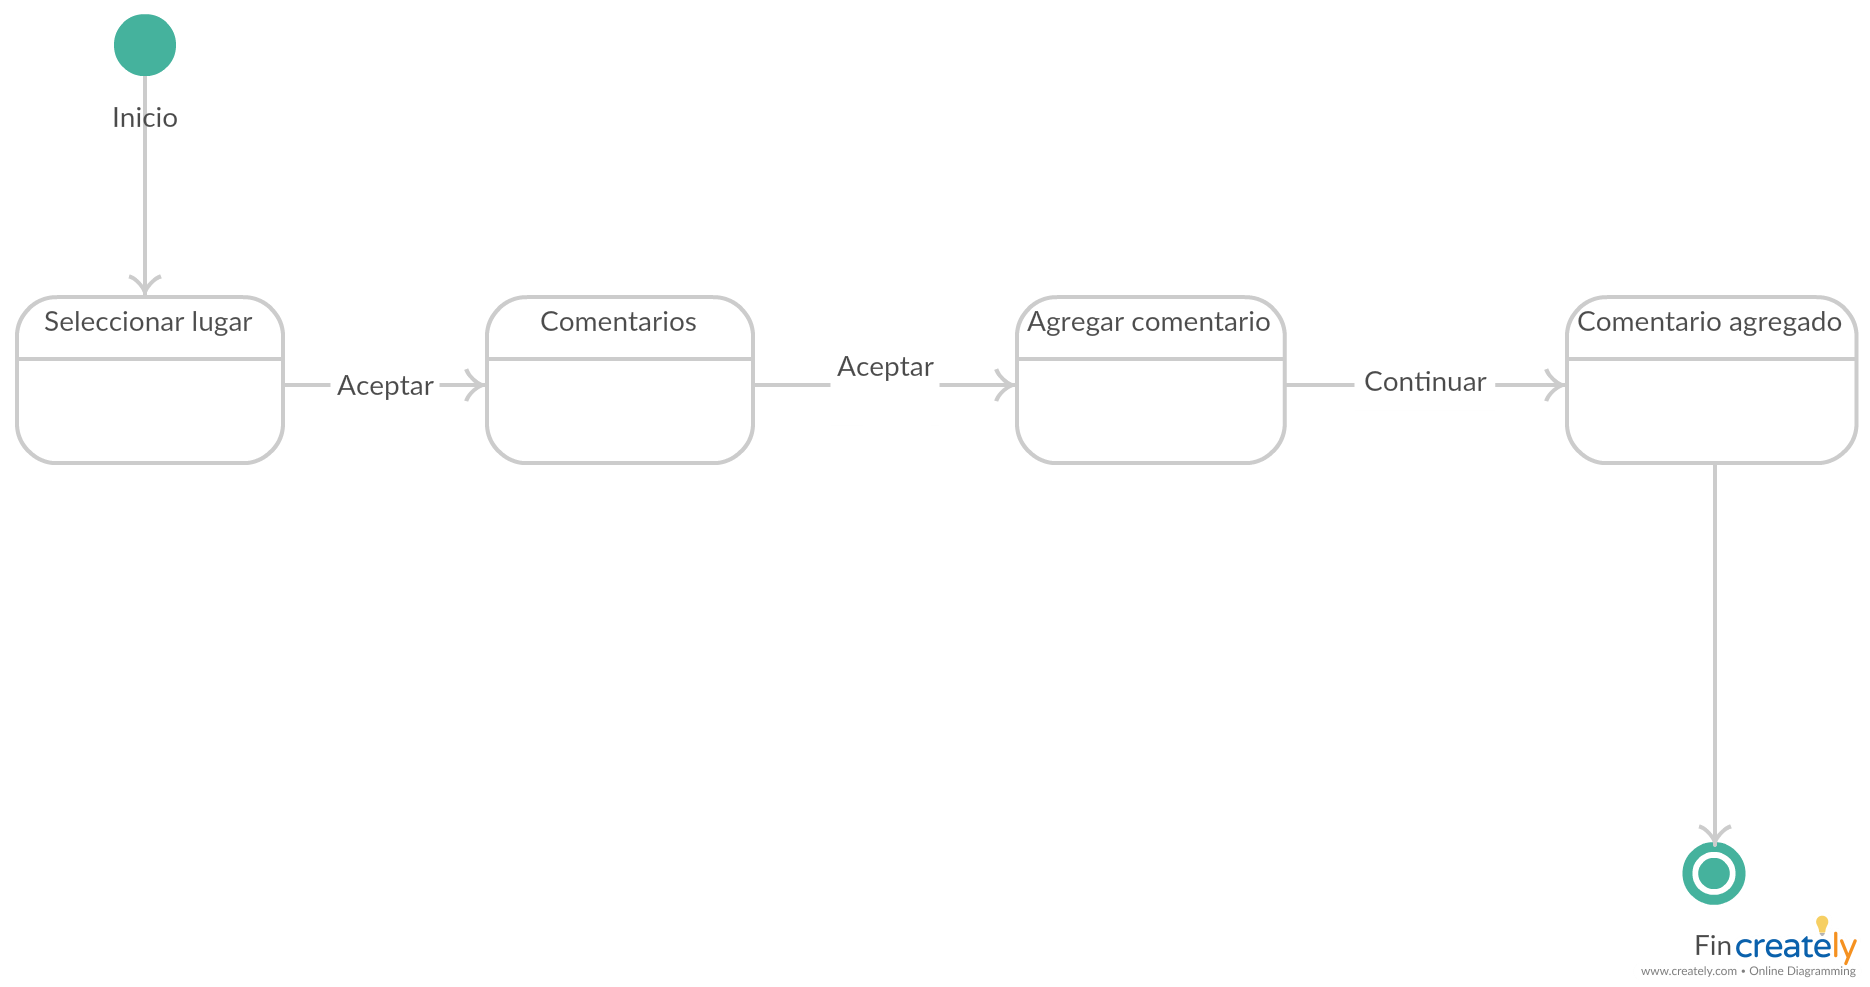 Inicio
Seleccionar lugar
Comentarios
Agregar comentario
Comentario agregado
Aceptar
Aceptar
Continuar
Fin
creately
www.creately.com • Online Diagramming